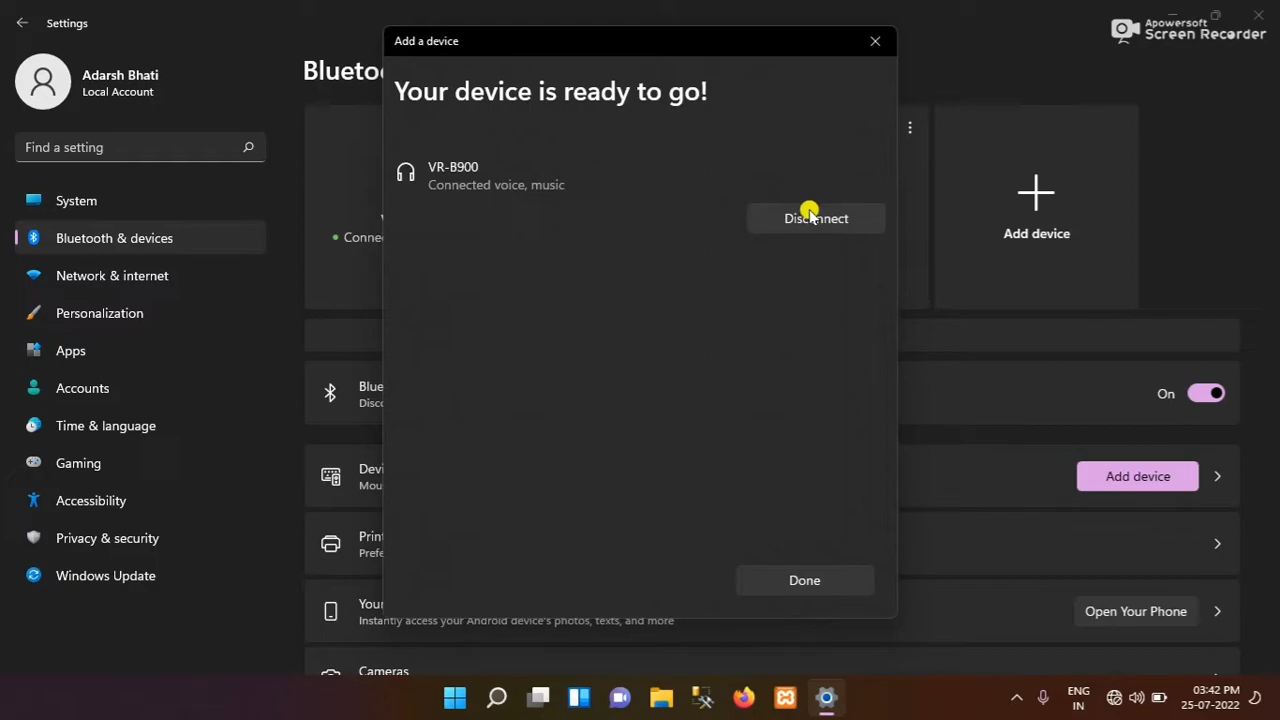 Settings
Apowersoft
Screen Recorder
Adarsh Bhati
Local Account
Find a setting
System
Bluetooth & devices
Network & internet
Personalization
Apps
Accounts
Time & language
Gaming
Accessibility
Privacy & security
Windows Update
Add a device
Your device is ready to go!
VR-B900
Connected voice, music
Disconnect
Done
Add device
On
Add device
Open Your Phone
Instantly access your Android device's photos, texts, and more
Cameras
ENG
IN
03:42 PM
25-07-2022